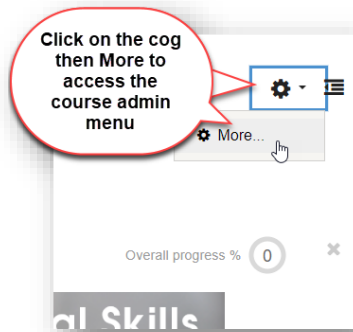 Click on the cog
then More to
access the
course admin
menu
More...
Overall progress % 0
al Skills